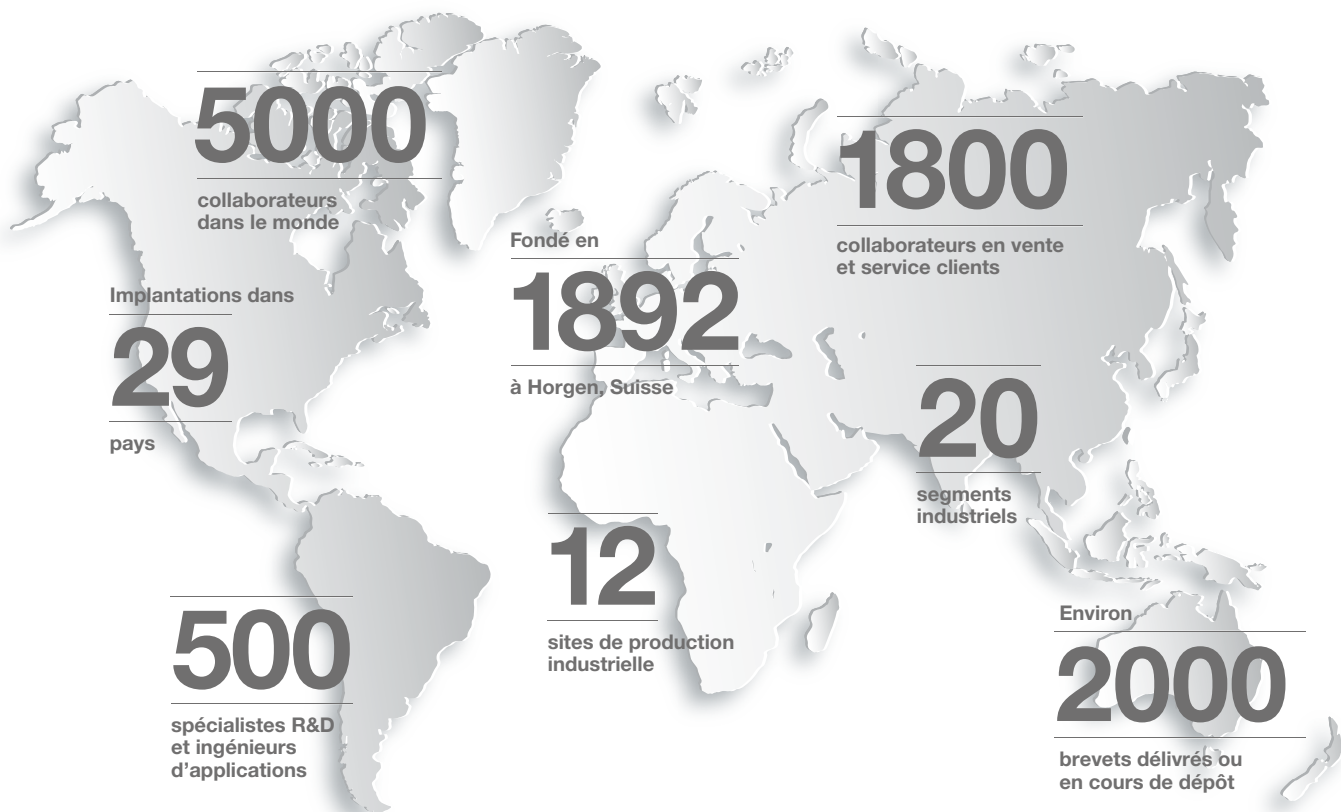 5000
collaborateurs
dans le monde
1800
collaborateurs en vente
et service clients
Fondé en
1892
à Horgen, Suisse
Implantations dans
29
pays
20
segments
industriels
12
sites de production
industrielle
500
spécialistes R&D
et ingénieurs
d’applications
Environ
2000
brevets délivrés ou
en cours de dépôt